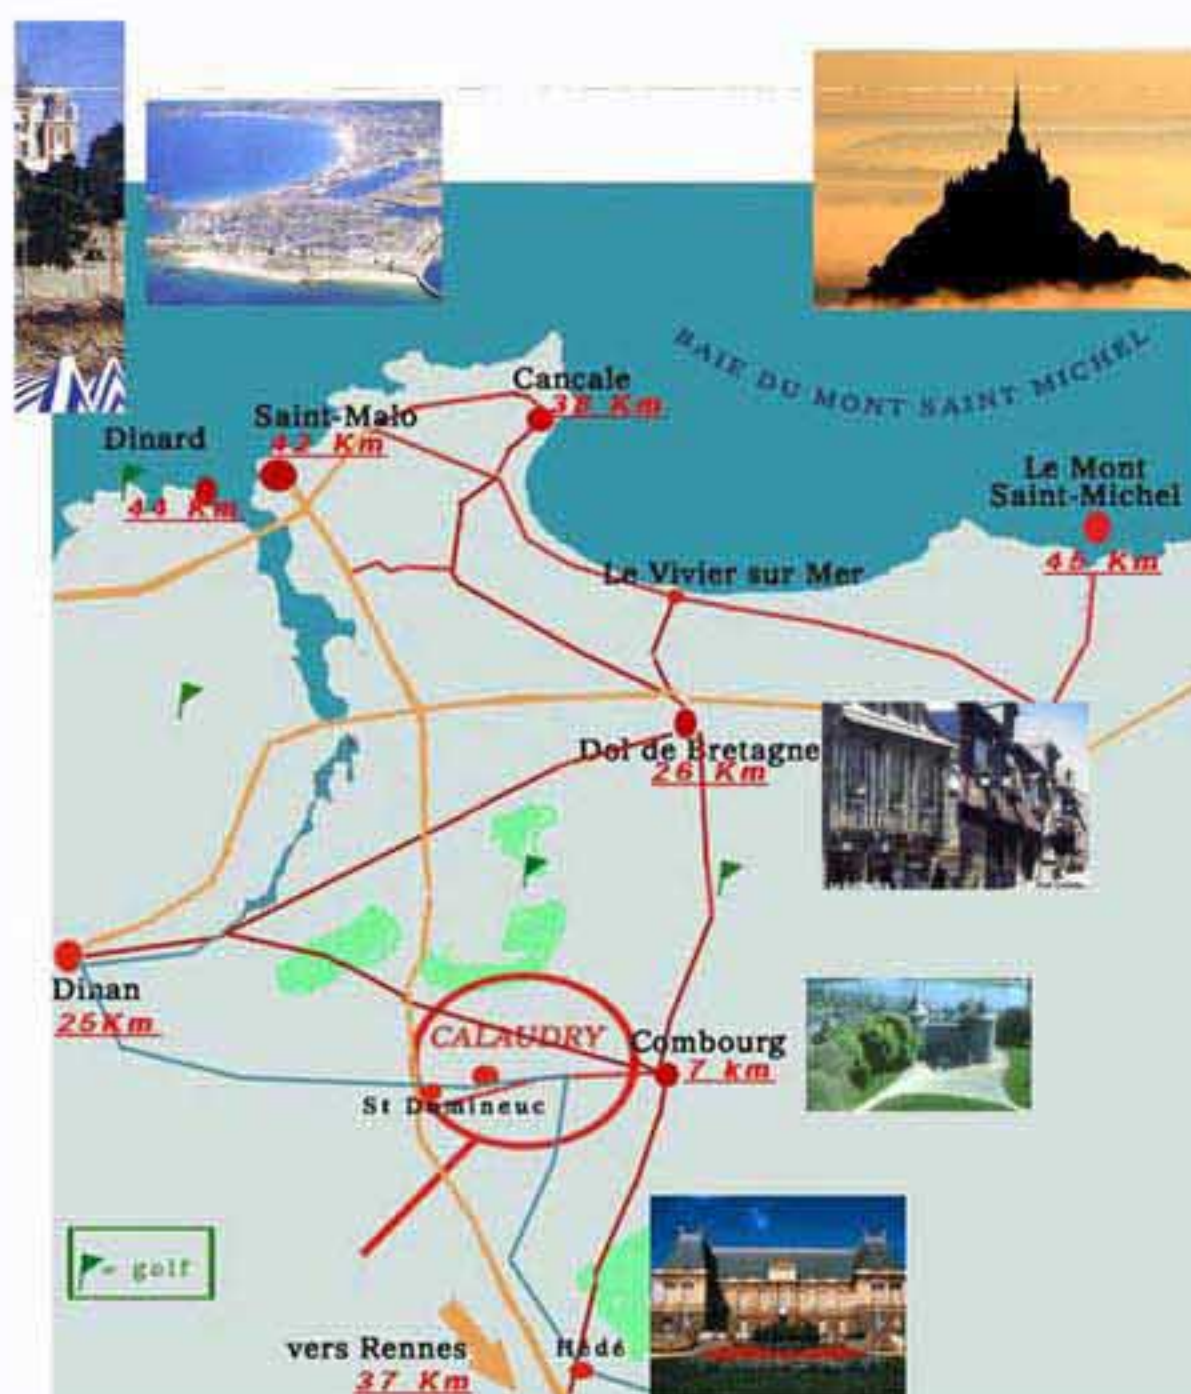 Cancale
38 Km
Saint-Malo
42 Km
Dinard
44 Km
BAIE DU MONT SAINT MICHEL
Le Mont
Saint-Michel
45 Km
Le Vivier sur Mer
Dol de Bretagne
26 Km
Dinan
25Km
CALAUDRY
Combourg
7 km
St Domineuc
= golf
vers Rennes
37 Km
Hédé